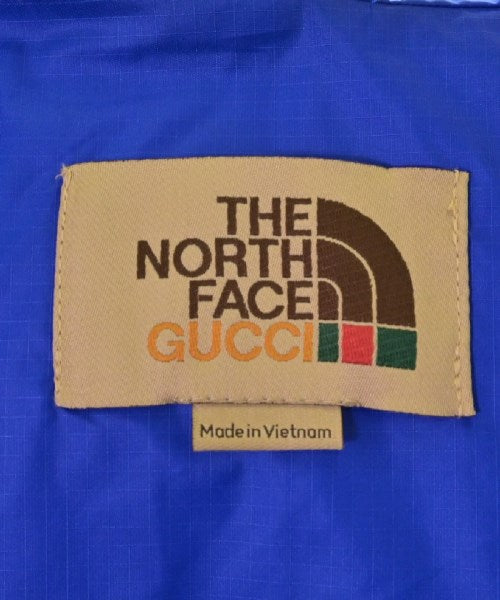 THE
NORTH
FACE
GUCCI
Made in Vietnam